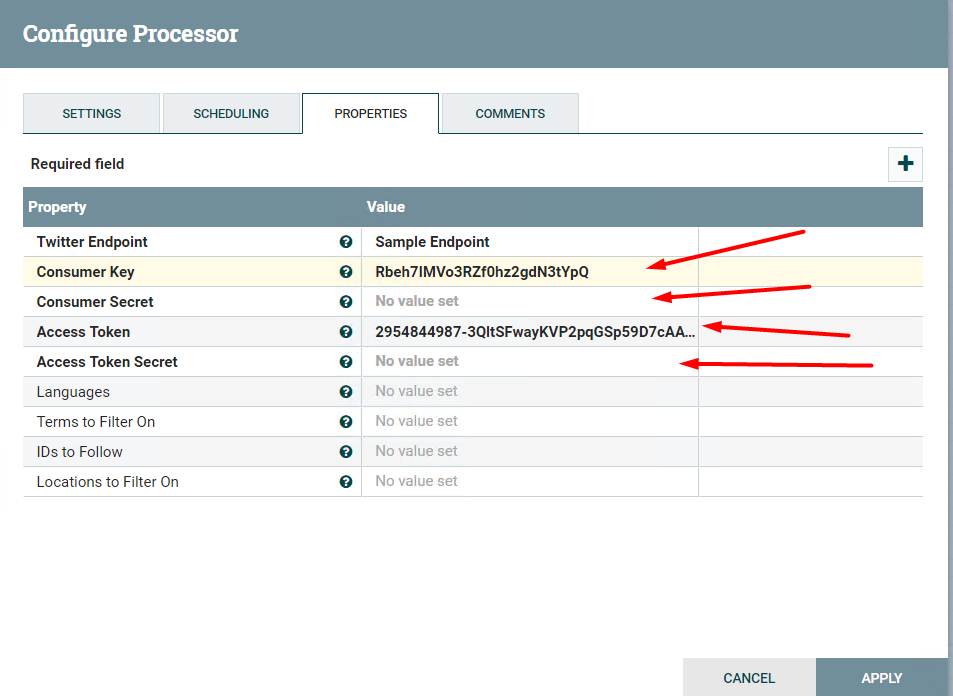 Configure Processor
SETTINGS SCHEDULING PROPERTIES COMMENTS
Required field
Property Value
Twitter Endpoint Sample Endpoint
Consumer Key Rbeh7IMVo3RZf0hz2gdN3tYpQ
Consumer Secret No value set
Access Token 2954844987-3QltSFwayKVP2pqGSp59D7cAA...
Access Token Secret No value set
Languages No value set
Terms to Filter On No value set
IDs to Follow No value set
Locations to Filter On No value set
CANCEL APPLY